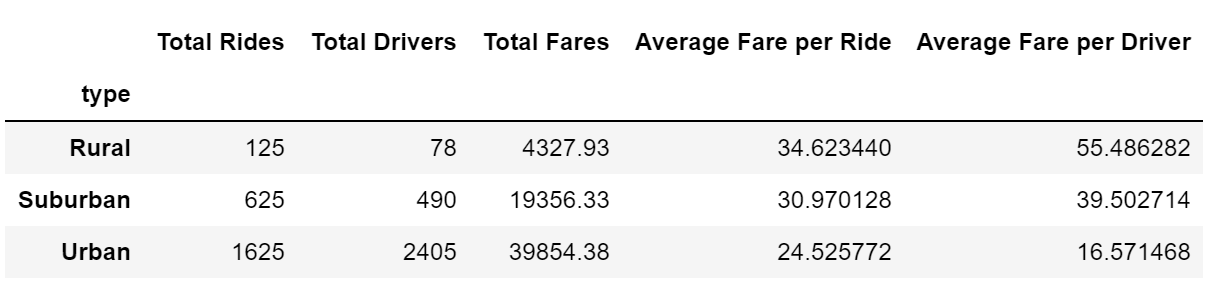 Total Rides Total Drivers Total Fares Average Fare per Ride Average Fare per Driver
type
Rural 125 78 4327.93 34.623440 55.486282
Suburban 625 490 19356.33 30.970128 39.502714
Urban 1625 2405 39854.38 24.525772 16.571468